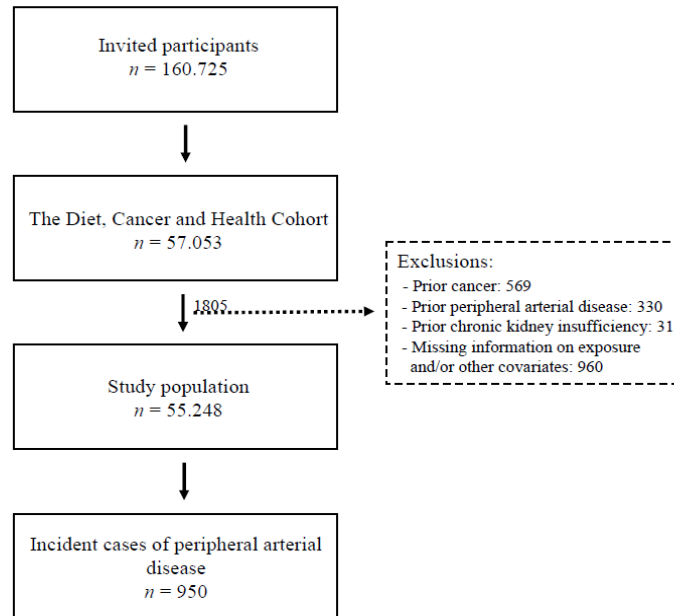 Invited participants
n = 160.725
The Diet, Cancer and Health Cohort
n = 57.053
1805
Exclusions:
- Prior cancer: 569
- Prior peripheral arterial disease: 330
- Prior chronic kidney insufficiency: 31
- Missing information on exposure
and/or other covariates: 960
Study population
n = 55.248
Incident cases of peripheral arterial
disease
n = 950